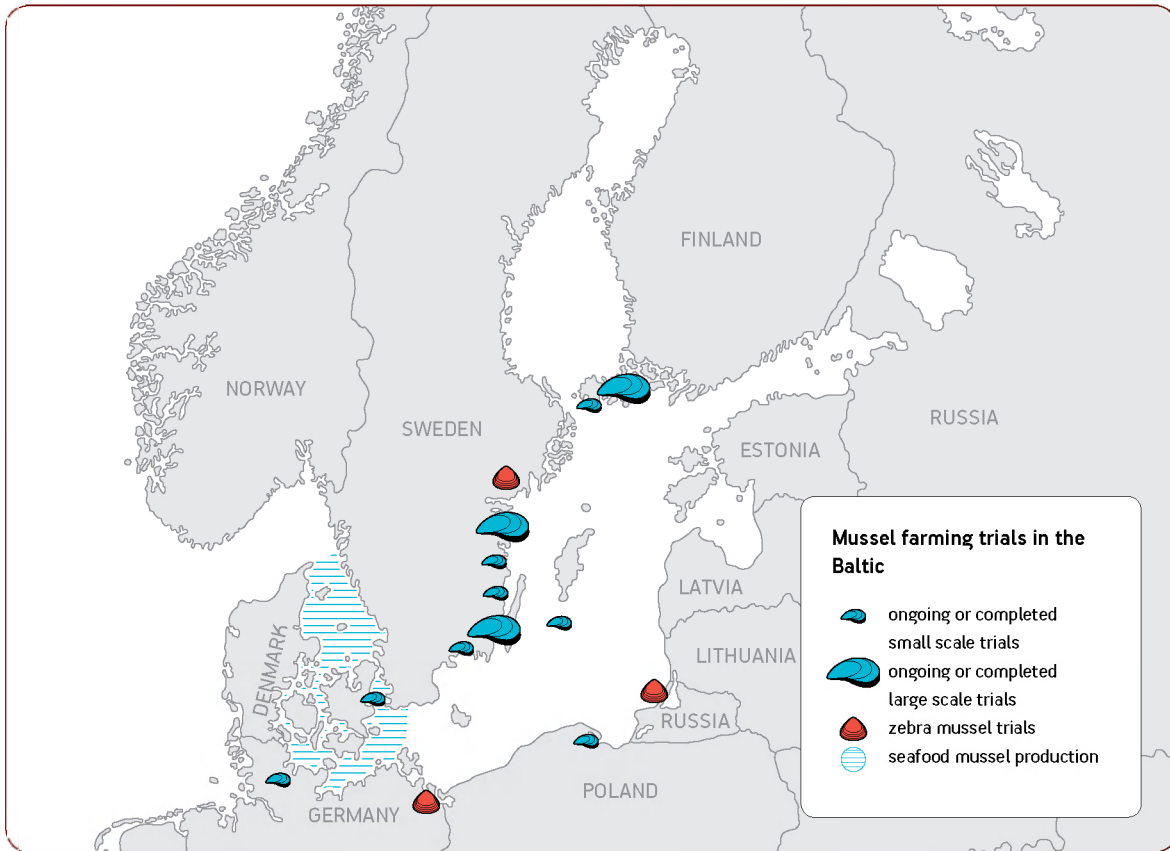 FINLAND
NORWAY
SWEDEN
RUSSIA
ESTONIA
LATVIA
LITHUANIA
DENMARK
RUSSIA
POLAND
GERMANY
Mussel farming trials in the
Baltic
ongoing or completed
small scale trials
ongoing or completed
large scale trials
zebra mussel trials
seafood mussel production